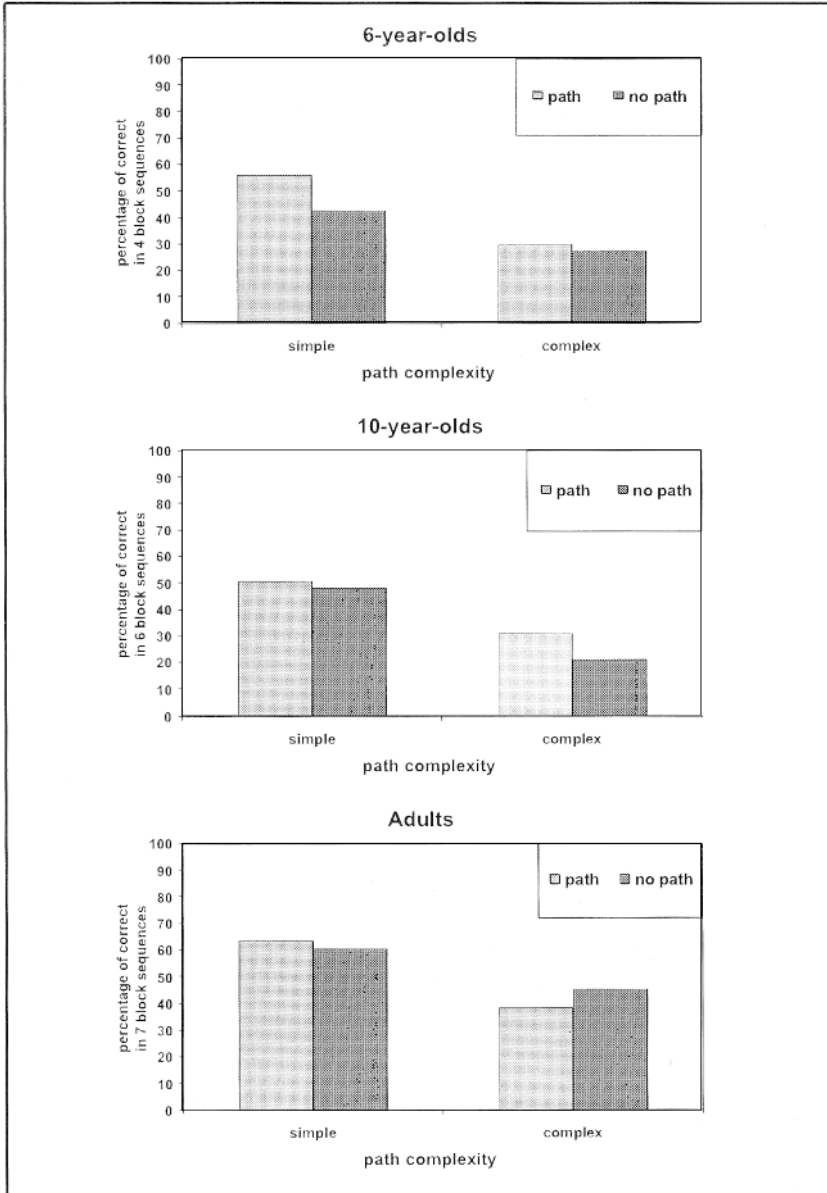 6-year-olds
percentage of correct
in 4 block sequences
100
90
80
70
60
50
40
30
20
10
0
path
no path
simple
complex
path complexity
10-year-olds
percentage of correct
in 6 block sequences
100
90
80
70
60
50
40
30
20
10
0
path
no path
simple
complex
path complexity
Adults
percentage of correct
in 7 block sequences
100
90
80
70
60
50
40
30
20
10
0
path
no path
simple
complex
path complexity